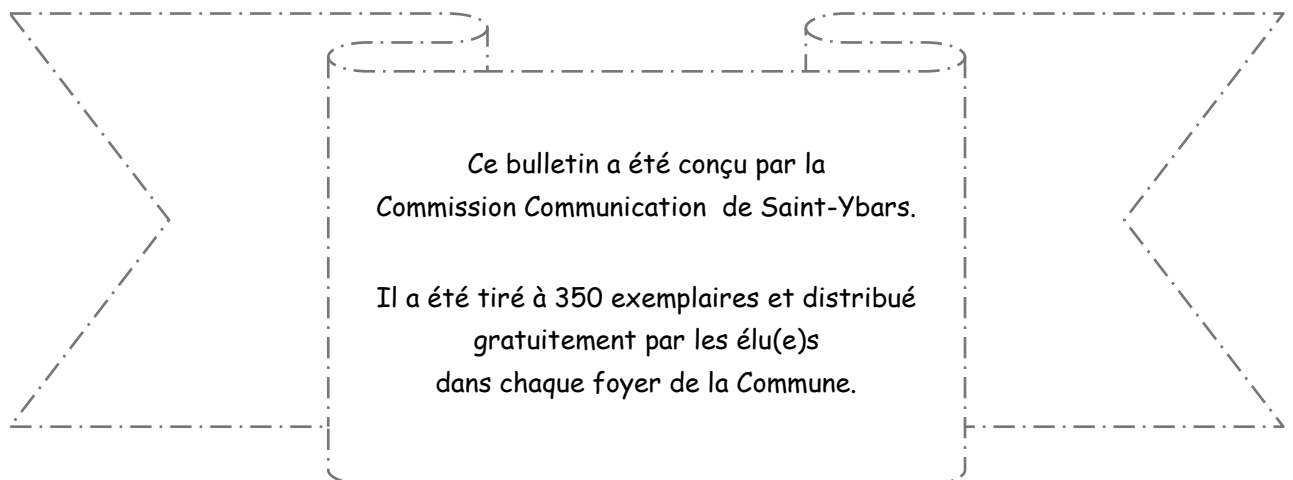 Ce bulletin a été conçu par la
Commission Communication de Saint-Ybars.
Il a été tiré à 350 exemplaires et distribué
gratuitement par les élu(e)s
dans chaque foyer de la Commune.